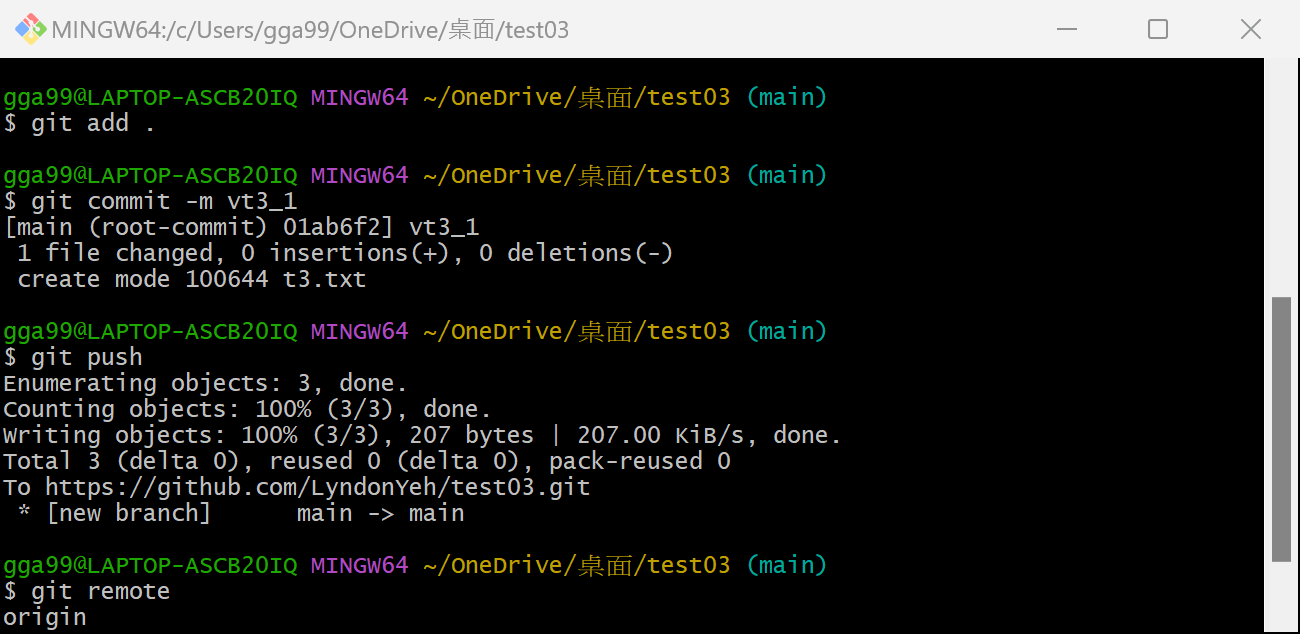 MINGW64:/c/Users/gga99/OneDrive/桌面/test03
gga99@LAPTOP-ASCB20IQ MINGW64 ~/OneDrive/桌面/test03 (main)
$ git add .
gga99@LAPTOP-ASCB20IQ MINGW64 ~/OneDrive/桌面/test03 (main)
$ git commit -m vt3_1
[main (root-commit) 01ab6f2] vt3_1
 1 file changed, 0 insertions(+), 0 deletions(-)
 create mode 100644 t3.txt
gga99@LAPTOP-ASCB20IQ MINGW64 ~/OneDrive/桌面/test03 (main)
$ git push
Enumerating objects: 3, done.
Counting objects: 100% (3/3), done.
Writing objects: 100% (3/3), 207 bytes | 207.00 KiB/s, done.
Total 3 (delta 0), reused 0 (delta 0), pack-reused 0
To https://github.com/LyndonYeh/test03.git
 * [new branch]      main -> main
gga99@LAPTOP-ASCB20IQ MINGW64 ~/OneDrive/桌面/test03 (main)
$ git remote
origin